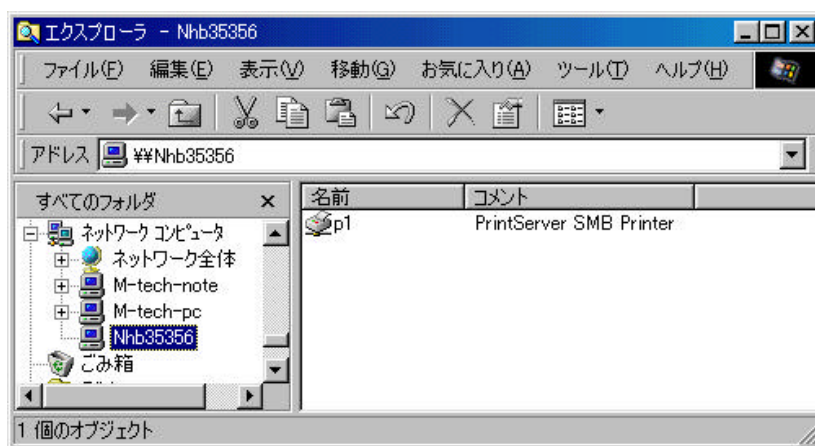 エクスプローラ - Nhb35356
ファイル(F) 編集(E) 表示(V) 移動(G) お気に入り(A) ツール(T) ヘルプ(H)
アドレス ¥¥Nhb35356
すべてのフォルダ ×
名前 コメント
ネットワーク コンピュータ
p1 PrintServer SMB Printer
ネットワーク全体
M-tech-note
M-tech-pc
Nhb35356
ごみ箱
1 個のオブジェクト